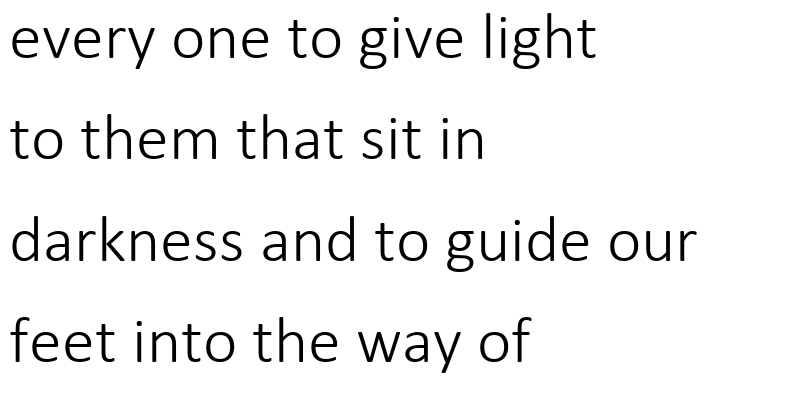 every one to give light
to them that sit in
darkness and to guide our
feet into the way of